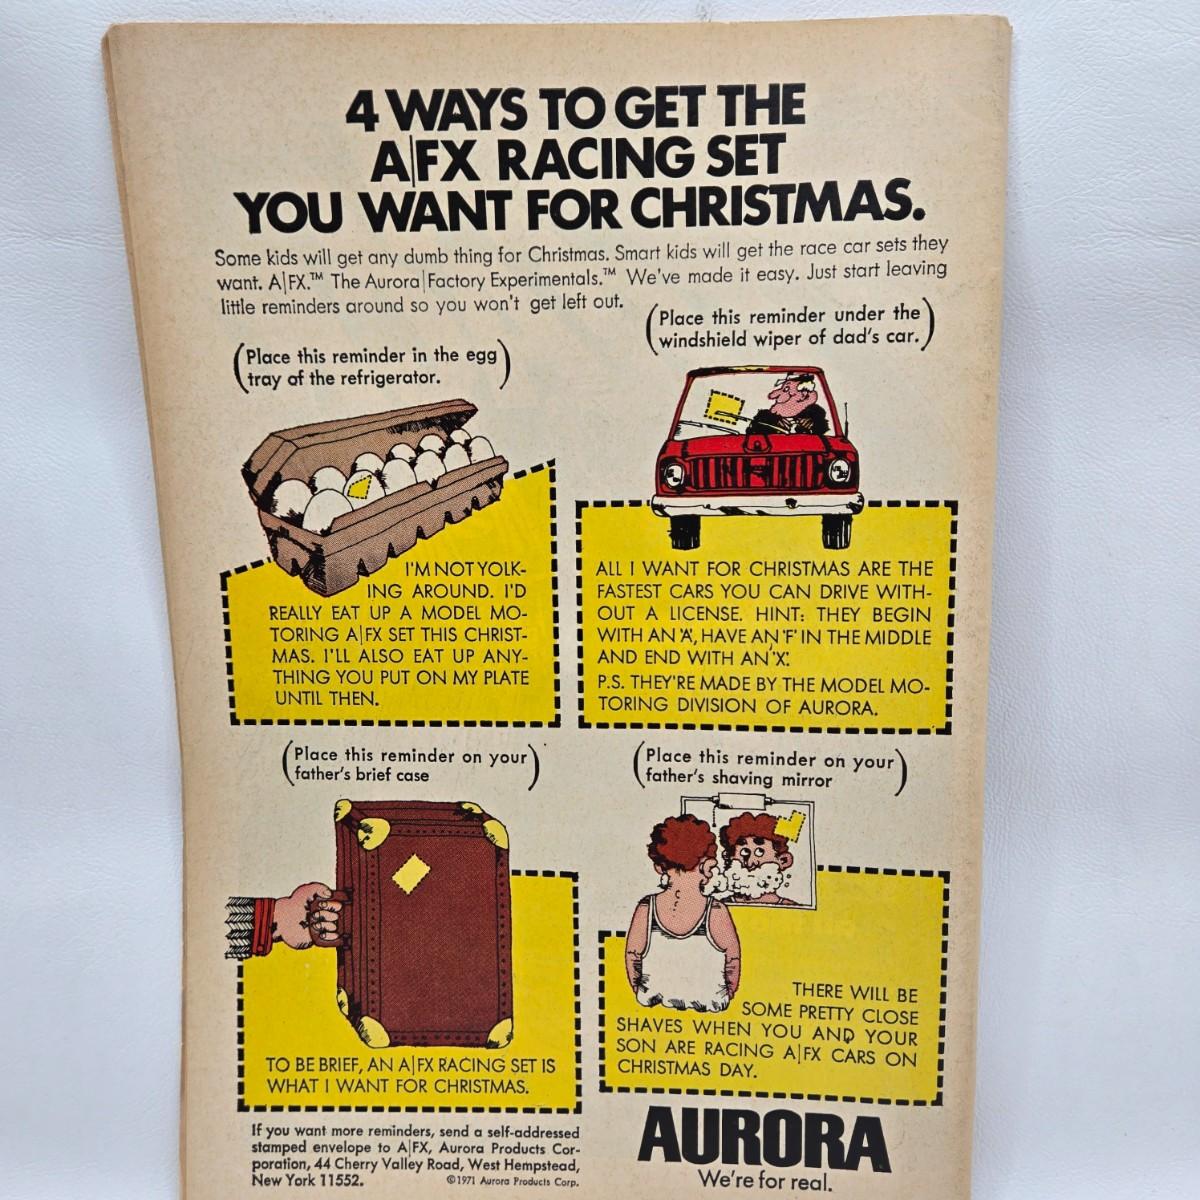 4 WAYS TO GET THE
A|FX RACING SET
YOU WANT FOR CHRISTMAS.
Some kids will get any dumb thing for Christmas. Smart kids will get the race car sets they
want. A|FX.™ The Aurora|Factory Experimentals.™ We've made it easy. Just start leaving
little reminders around so you won't get left out.
(Place this reminder in the egg
tray of the refrigerator.)
(Place this reminder under the
windshield wiper of dad's car.)
I'M NOT YOLK-
ING AROUND. I'D
REALLY EAT UP A MODEL MO-
TORING A|FX SET THIS CHRIST-
MAS. I'LL ALSO EAT UP ANY-
THING YOU PUT ON MY PLATE
UNTIL THEN.
ALL I WANT FOR CHRISTMAS ARE THE
FASTEST CARS YOU CAN DRIVE WITH-
OUT A LICENSE. HINT: THEY BEGIN
WITH AN 'A', HAVE AN 'F' IN THE MIDDLE
AND END WITH AN 'X'.
P.S. THEY'RE MADE BY THE MODEL MO-
TORING DIVISION OF AURORA.
(Place this reminder on your
father's brief case)
(Place this reminder on your
father's shaving mirror)
TO BE BRIEF, AN A|FX RACING SET IS
WHAT I WANT FOR CHRISTMAS.
THERE WILL BE
SOME PRETTY CLOSE
SHAVES WHEN YOU AND YOUR
SON ARE RACING A|FX CARS ON
CHRISTMAS DAY.
If you want more reminders, send a self-addressed
stamped envelope to A|FX, Aurora Products Cor-
poration, 44 Cherry Valley Road, West Hempstead,
New York 11552.
©1971 Aurora Products Corp.
AURORA
We're for real.